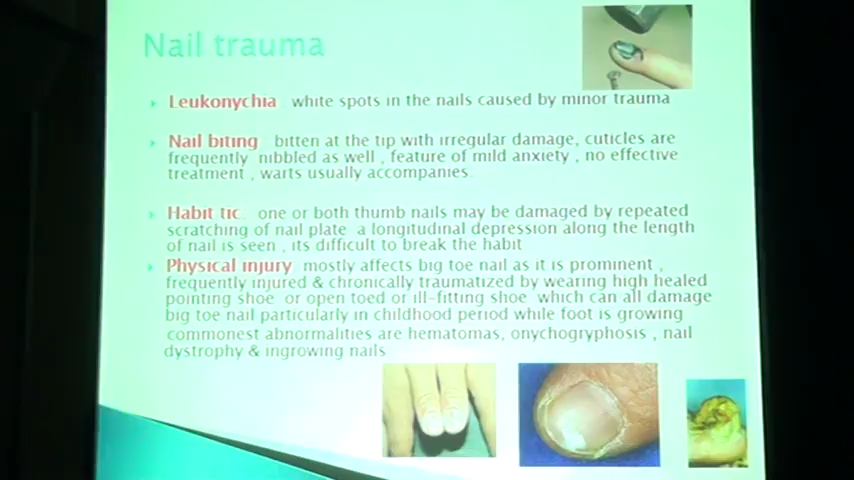 Nail trauma
Leukonychia white spots in the nails caused by minor trauma
Nail biting bitten at the tip with irregular damage, cuticles are
frequently nibbled as well , feature of mild anxiety , no effective
treatment , warts usually accompanies.
Habit tic one or both thumb nails may be damaged by repeated
scratching of nail plate a longitudinal depression along the length
of nail is seen , its difficult to break the habit
Physical injury mostly affects big toe nail as it is prominent ,
frequently injured & chronically traumatized by wearing high healed
pointing shoe or open toed or ill-fitting shoe which can all damage
big toe nail particularly in childhood period while foot is growing
commonest abnormalities are hematomas, onychogryphosis , nail
dystrophy & ingrowing nails